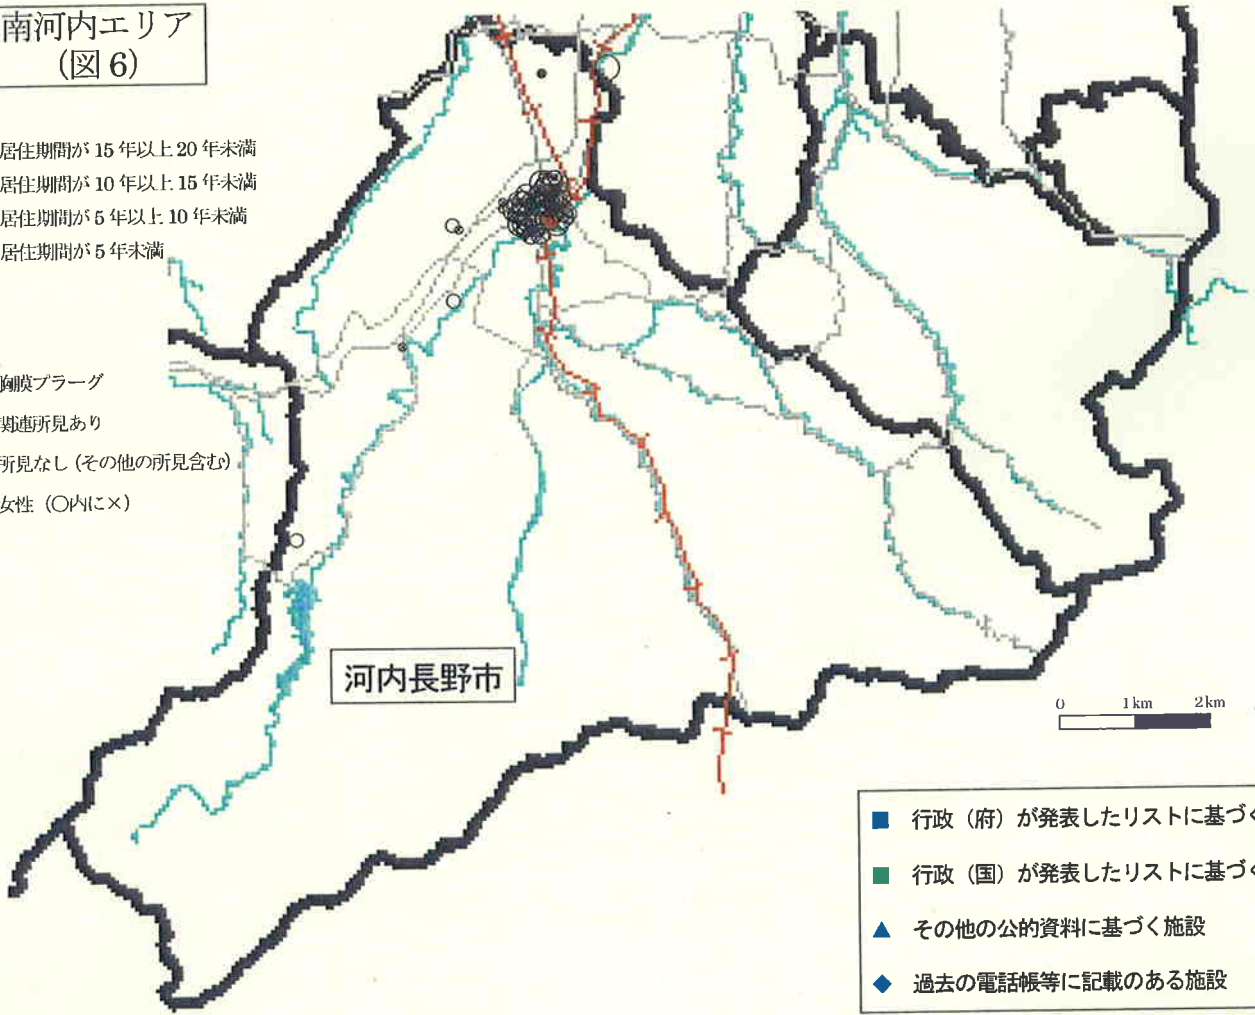 南河内エリア
(図6)
居住期間が15年以上20年未満
居住期間が10年以上15年未満
居住期間が5年以上10年未満
居住期間が5年未満
胸膜プラーク
関連所見あり
所見なし(その他の所見含む)
女性(〇内に×)
河内長野市
0 1km 2km
■ 行政(府)が発表したリストに基づく
■ 行政(国)が発表したリストに基づく
▲ その他の公的資料に基づく施設
◆ 過去の電話帳等に記載のある施設